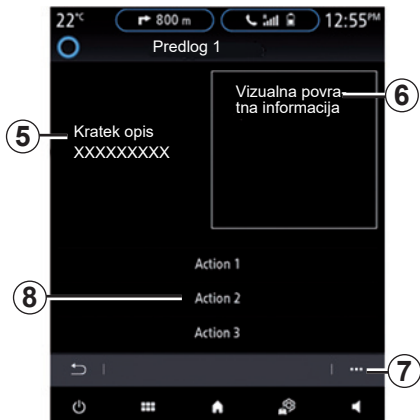 22°C
800 m
12:55PM
Predlog 1
Vizualna povra-
tna informacija
6
5
Kratek opis
XXXXXXXXX
Action 1
8
Action 2
Action 3
7